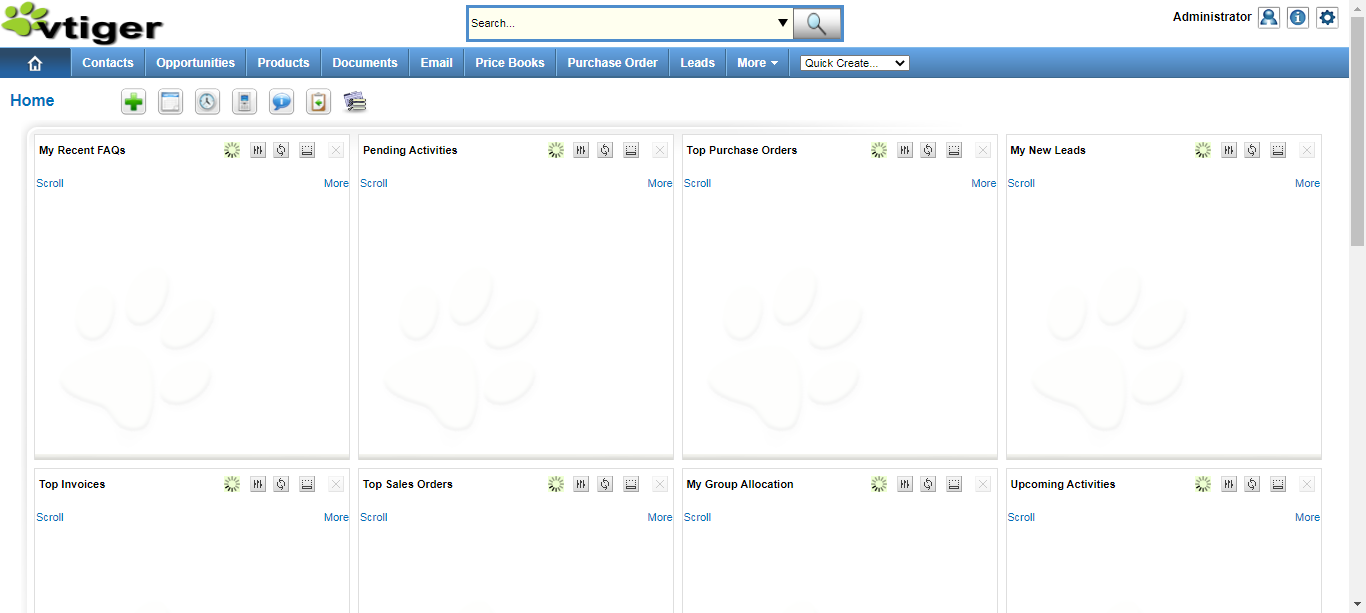 vtiger
Search...
Administrator
Contacts Opportunities Products Documents Email Price Books Purchase Order Leads More Quick Create...
Home
My Recent FAQs Pending Activities Top Purchase Orders My New Leads
Scroll More Scroll More Scroll More Scroll More
Top Invoices Top Sales Orders My Group Allocation Upcoming Activities
Scroll More Scroll More Scroll Scroll More